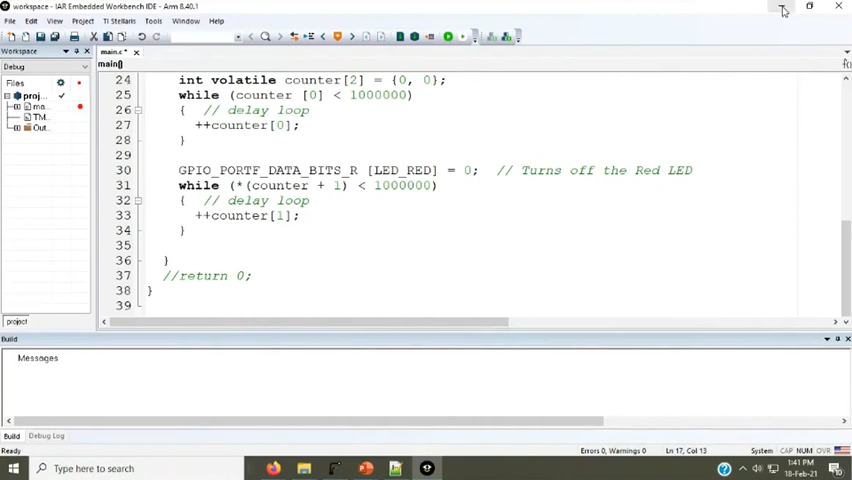 workspace - IAR Embedded Workbench IDE - Arm 8.40.1
File Edit View Project TI Stellaris Tools Window Help
Workspace
main.c *
Debug
main()
f()
Files
proj...
ma...
TM...
Out...
24 int volatile counter[2] = {0, 0};
25 while (counter [0] < 1000000)
26 { // delay loop
27 ++counter[0];
28 }
29
30 GPIO_PORTF_DATA_BITS_R [LED_RED] = 0; // Turns off the Red LED
31 while (*(counter + 1) < 1000000)
32 { // delay loop
33 ++counter[1];
34 }
35
36 }
37 //return 0;
38 }
39
project
Build
Messages
Build Debug Log
Ready Errors 0, Warnings 0 Ln 17, Col 13 System CAP NUM OVR
Type here to search
1:41 PM
18-Feb-21